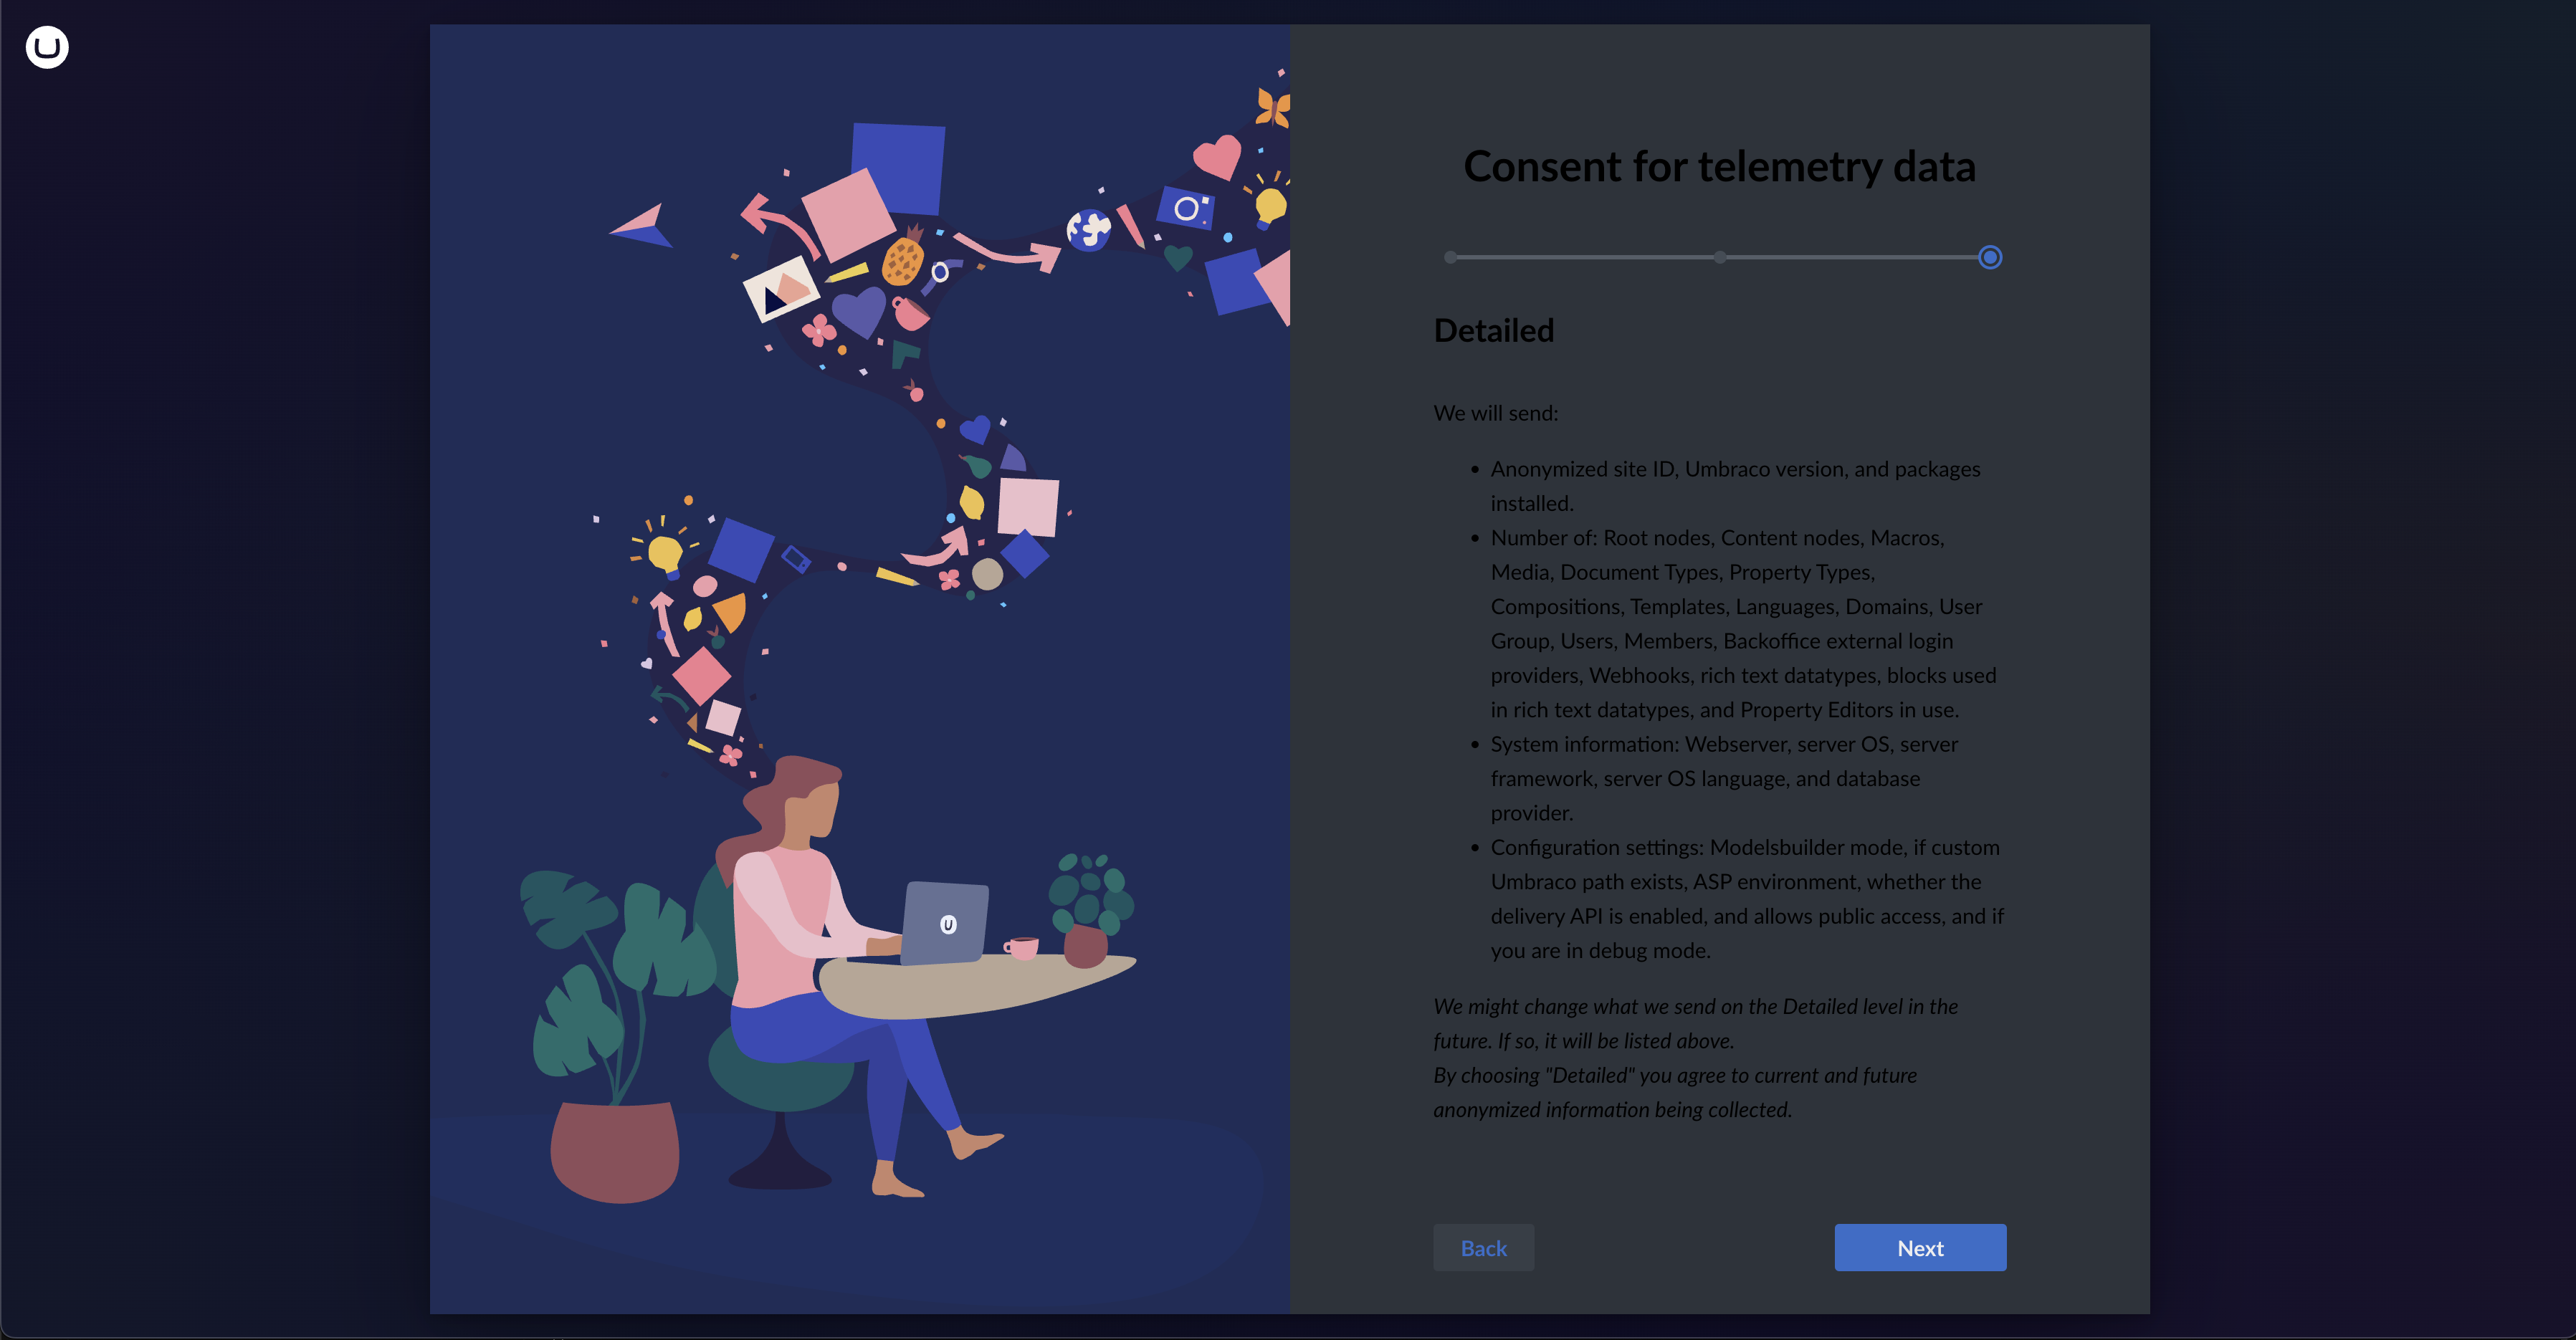 Consent for telemetry data
Detailed
We will send:
• Anonymized site ID, Umbraco version, and packages
installed.
• Number of: Root nodes, Content nodes, Macros,
Media, Document Types, Property Types,
Compositions, Templates, Languages, Domains, User
Group, Users, Members, Backoffice external login
providers, Webhooks, rich text datatypes, blocks used
in rich text datatypes, and Property Editors in use.
• System information: Webserver, server OS, server
framework, server OS language, and database
provider.
• Configuration settings: Modelsbuilder mode, if custom
Umbraco path exists, ASP environment, whether the
delivery API is enabled, and allows public access, and if
you are in debug mode.
We might change what we send on the Detailed level in the
future. If so, it will be listed above.
By choosing "Detailed" you agree to current and future
anonymized information being collected.
Back
Next